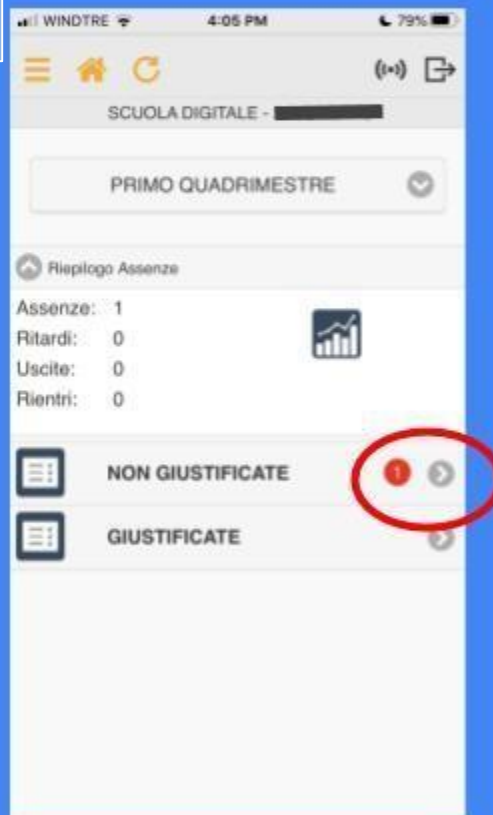 WINDTRE 4:05 PM 79%
SCUOLA DIGITALE -
PRIMO QUADRIMESTRE
Riepilogo Assenze
Assenze: 1
Ritardi: 0
Uscite: 0
Rientri: 0
NON GIUSTIFICATE 1
GIUSTIFICATE